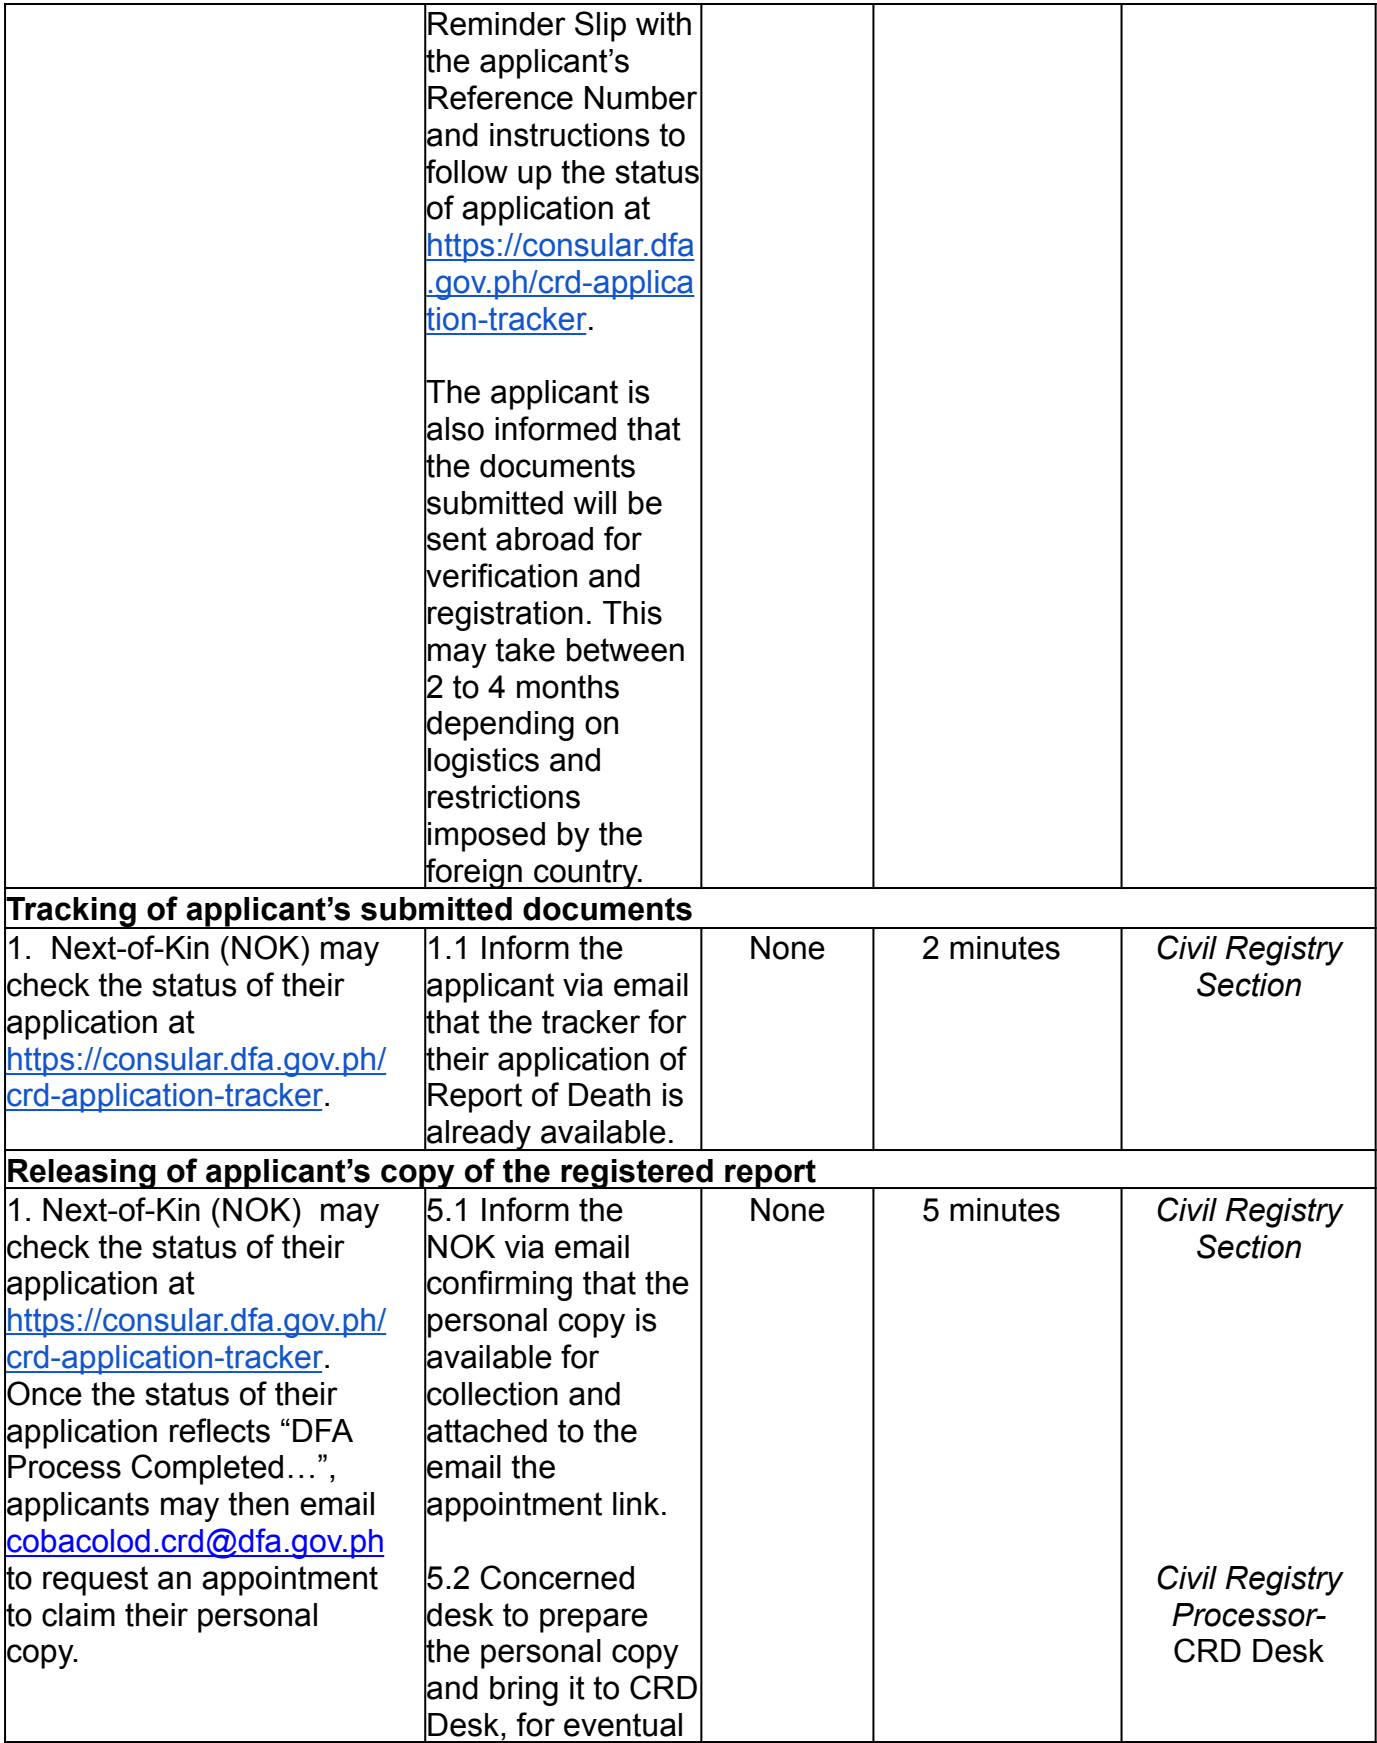 Reminder Slip with
the applicant’s
Reference Number
and instructions to
follow up the status
of application at
https://consular.dfa
.gov.ph/crd-applica
tion-tracker.
The applicant is
also informed that
the documents
submitted will be
sent abroad for
verification and
registration. This
may take between
2 to 4 months
depending on
logistics and
restrictions
imposed by the
foreign country.
Tracking of applicant’s submitted documents
1. Next-of-Kin (NOK) may
check the status of their
application at
https://consular.dfa.gov.ph/
crd-application-tracker.
1.1 Inform the
applicant via email
that the tracker for
their application of
Report of Death is
already available.
None
2 minutes
Civil Registry
Section
Releasing of applicant’s copy of the registered report
1. Next-of-Kin (NOK) may
check the status of their
application at
https://consular.dfa.gov.ph/
crd-application-tracker.
Once the status of their
application reflects “DFA
Process Completed…”,
applicants may then email
cobacolod.crd@dfa.gov.ph
to request an appointment
to claim their personal
copy.
5.1 Inform the
NOK via email
confirming that the
personal copy is
available for
collection and
attached to the
email the
appointment link.
5.2 Concerned
desk to prepare
the personal copy
and bring it to CRD
Desk, for eventual
None
5 minutes
Civil Registry
Section
Civil Registry
Processor-
CRD Desk